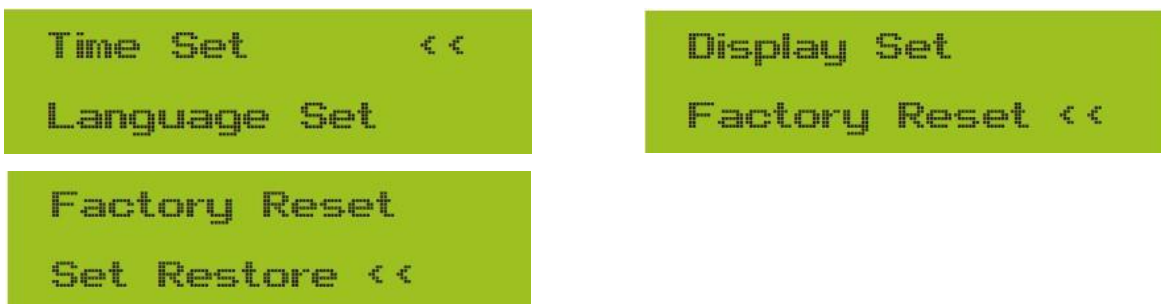 Time Set <<
Language Set
Display Set
Factory Reset <<
Factory Reset
Set Restore <<